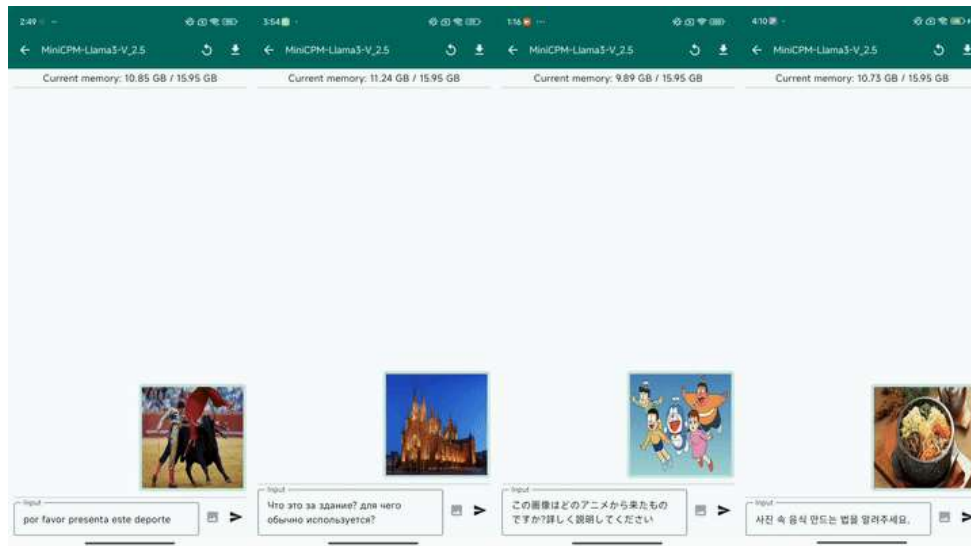 2:49
MiniCPM-Llama3-V_2.5
Current memory: 10.85 GB / 15.95 GB
Input
por favor presenta este deporte
3:54
MiniCPM-Llama3-V_2.5
Current memory: 11.24 GB / 15.95 GB
Input
Что это за здание? для чего
обычно используется?
1:16
MiniCPM-Llama3-V_2.5
Current memory: 9.89 GB / 15.95 GB
Input
この画像はどのアニメから来たもの
ですか?詳しく説明してください
4:10
MiniCPM-Llama3-V_2.5
Current memory: 10.73 GB / 15.95 GB
Input
사진 속 음식 만드는 법을 알려주세요.